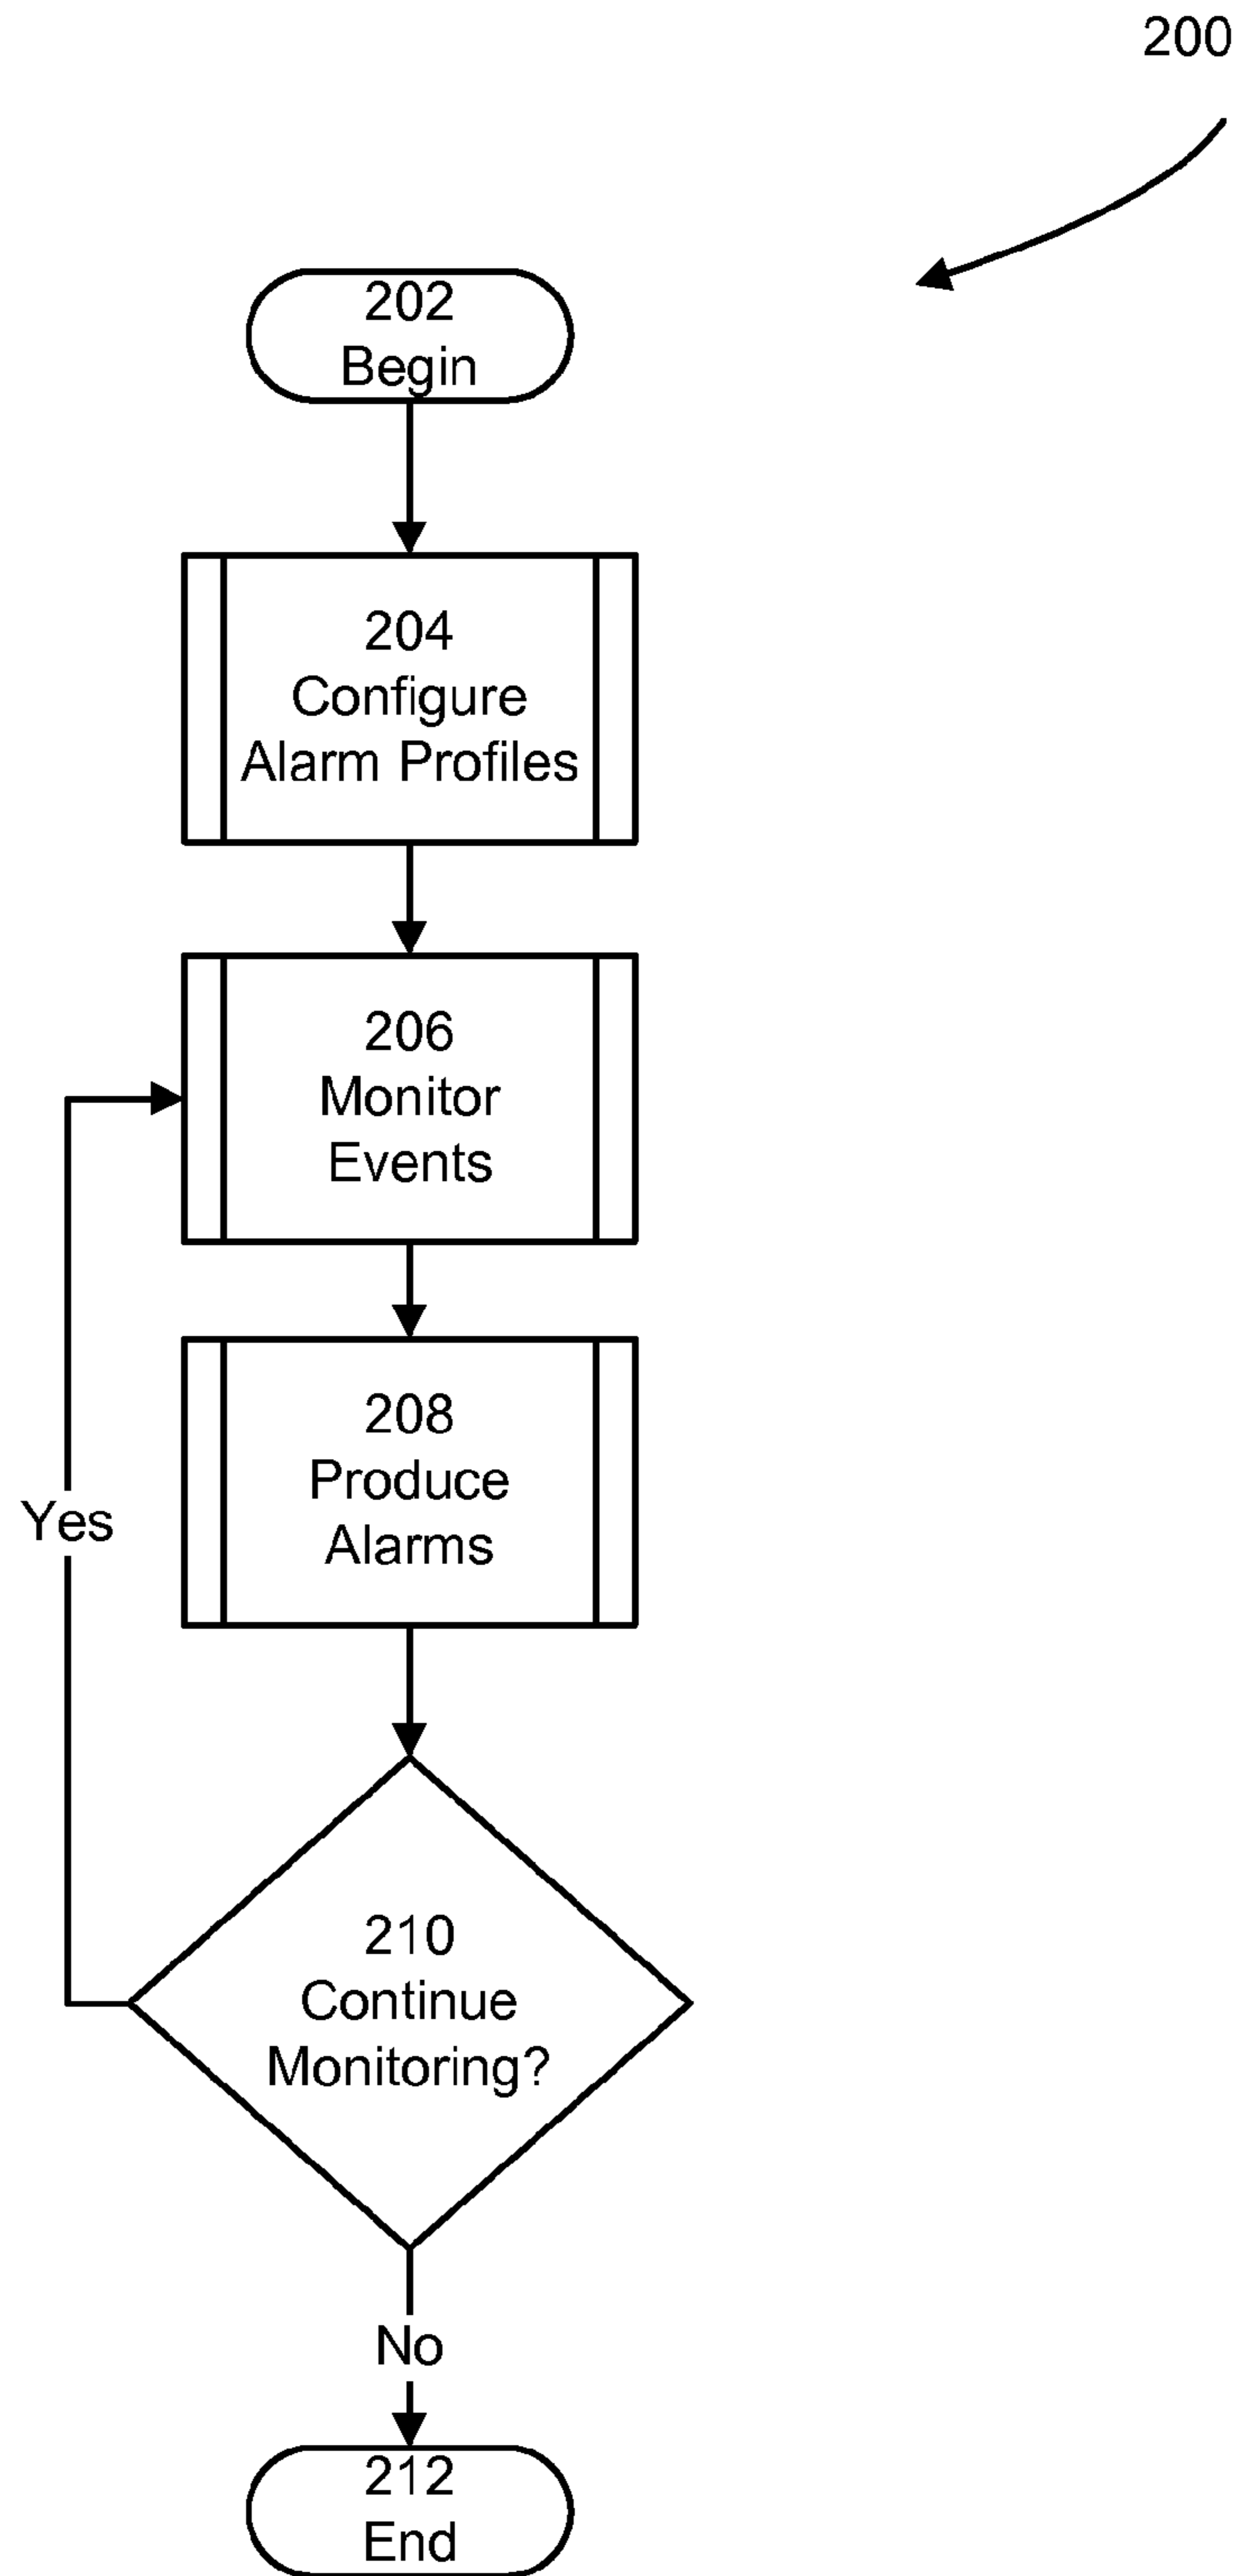 200
202
Begin
204
Configure
Alarm Profiles
206
Monitor
Events
208
Produce
Alarms
Yes
210
Continue
Monitoring?
No
212
End